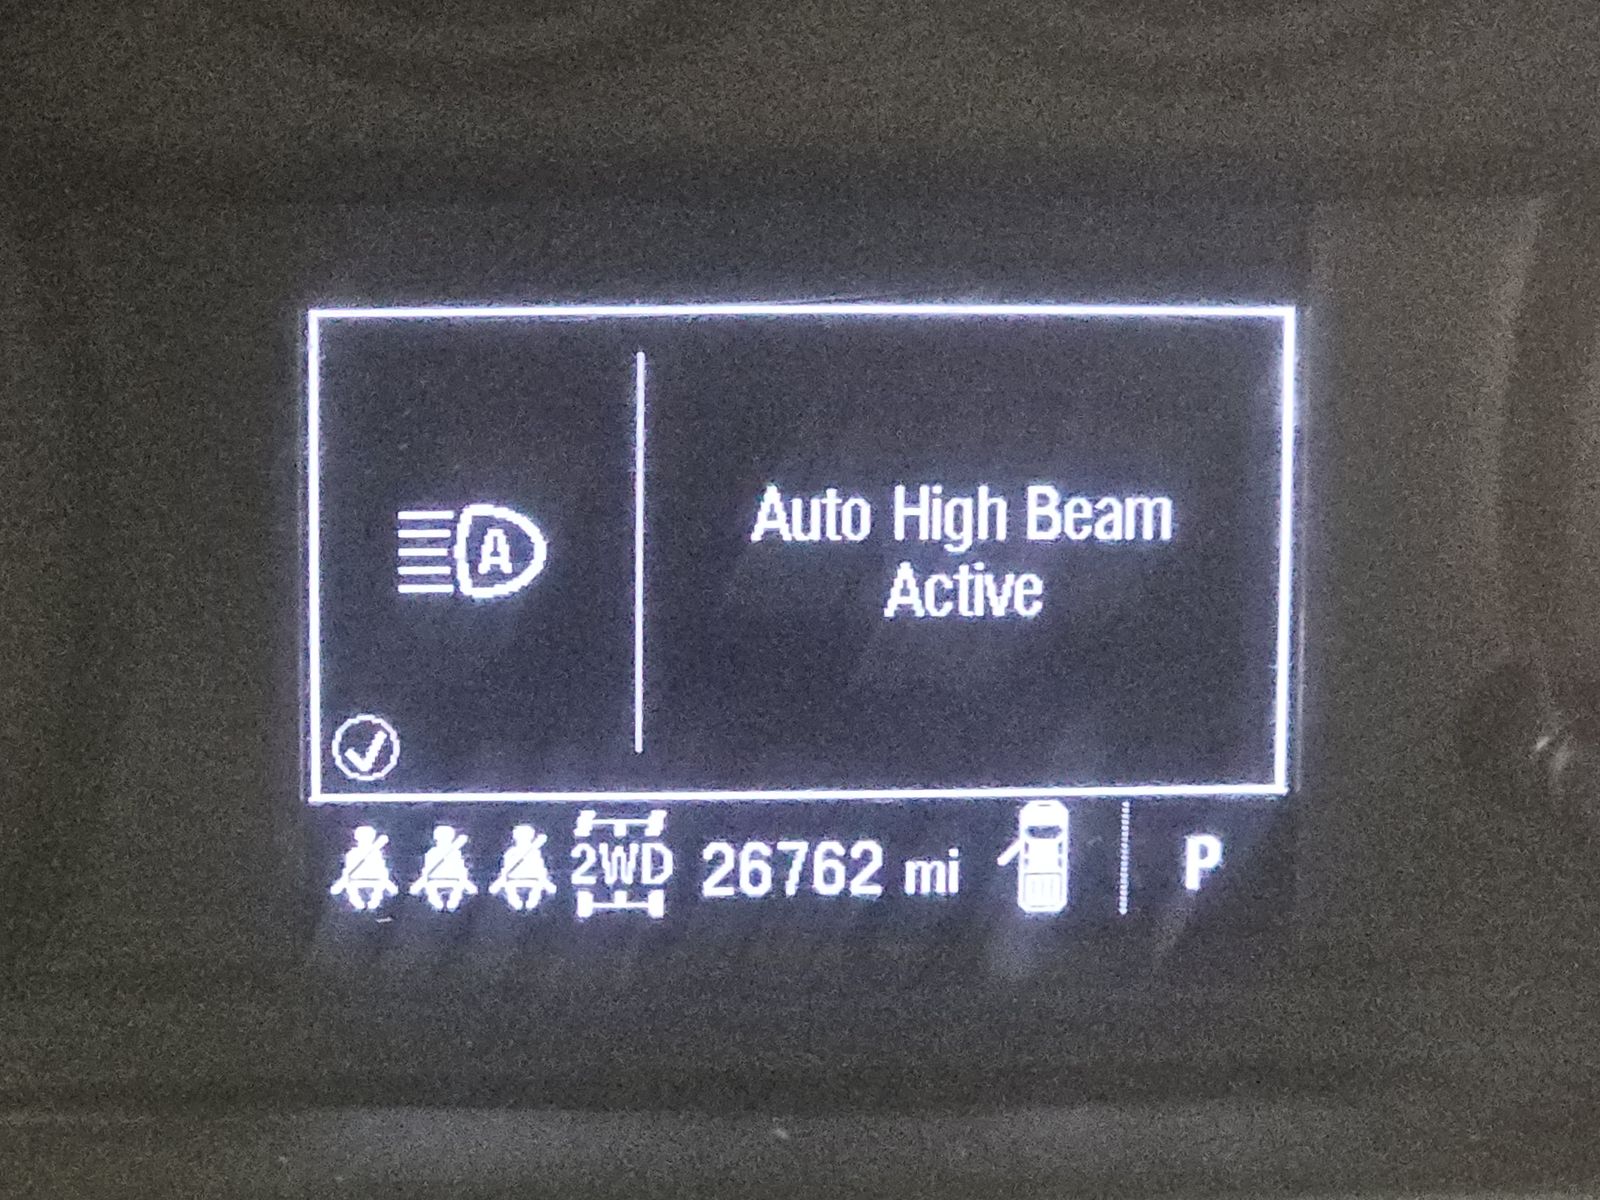 A
Auto High Beam
Active
2WD 26762 mi P